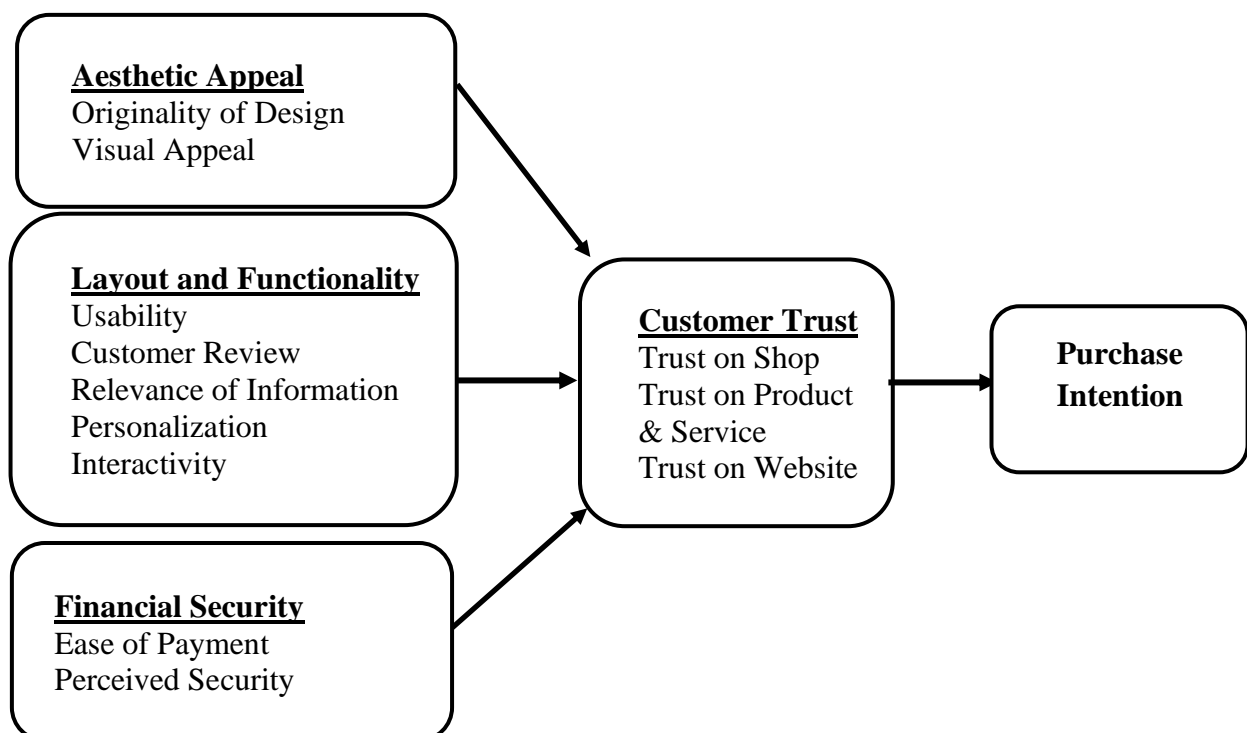 Aesthetic Appeal
Originality of Design
Visual Appeal
Layout and Functionality
Usability
Customer Review
Relevance of Information
Personalization
Interactivity
Financial Security
Ease of Payment
Perceived Security
Customer Trust
Trust on Shop
Trust on Product
& Service
Trust on Website
Purchase
Intention